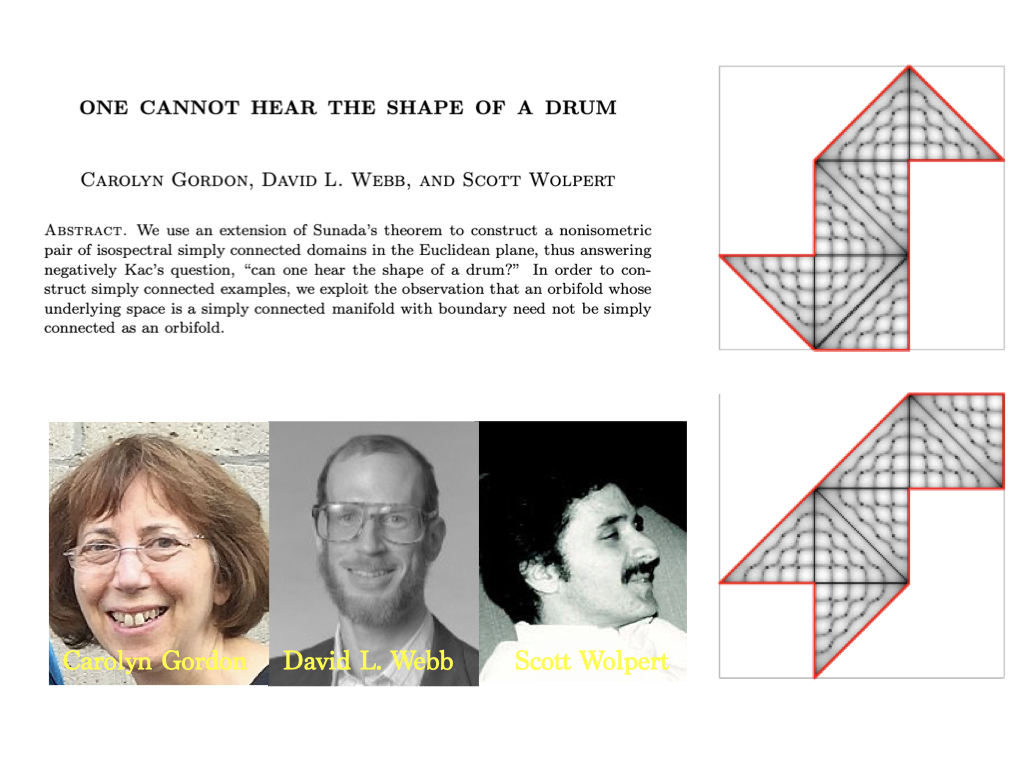 ONE CANNOT HEAR THE SHAPE OF A DRUM
CAROLYN GORDON, DAVID L. WEBB, AND SCOTT WOLPERT
ABSTRACT. We use an extension of Sunada's theorem to construct a nonisometric
pair of isospectral simply connected domains in the Euclidean plane, thus answering
negatively Kac's question, "can one hear the shape of a drum?" In order to con-
struct simply connected examples, we exploit the observation that an orbifold whose
underlying space is a simply connected manifold with boundary need not be simply
connected as an orbifold.
Carolyn Gordon David L. Webb Scott Wolpert